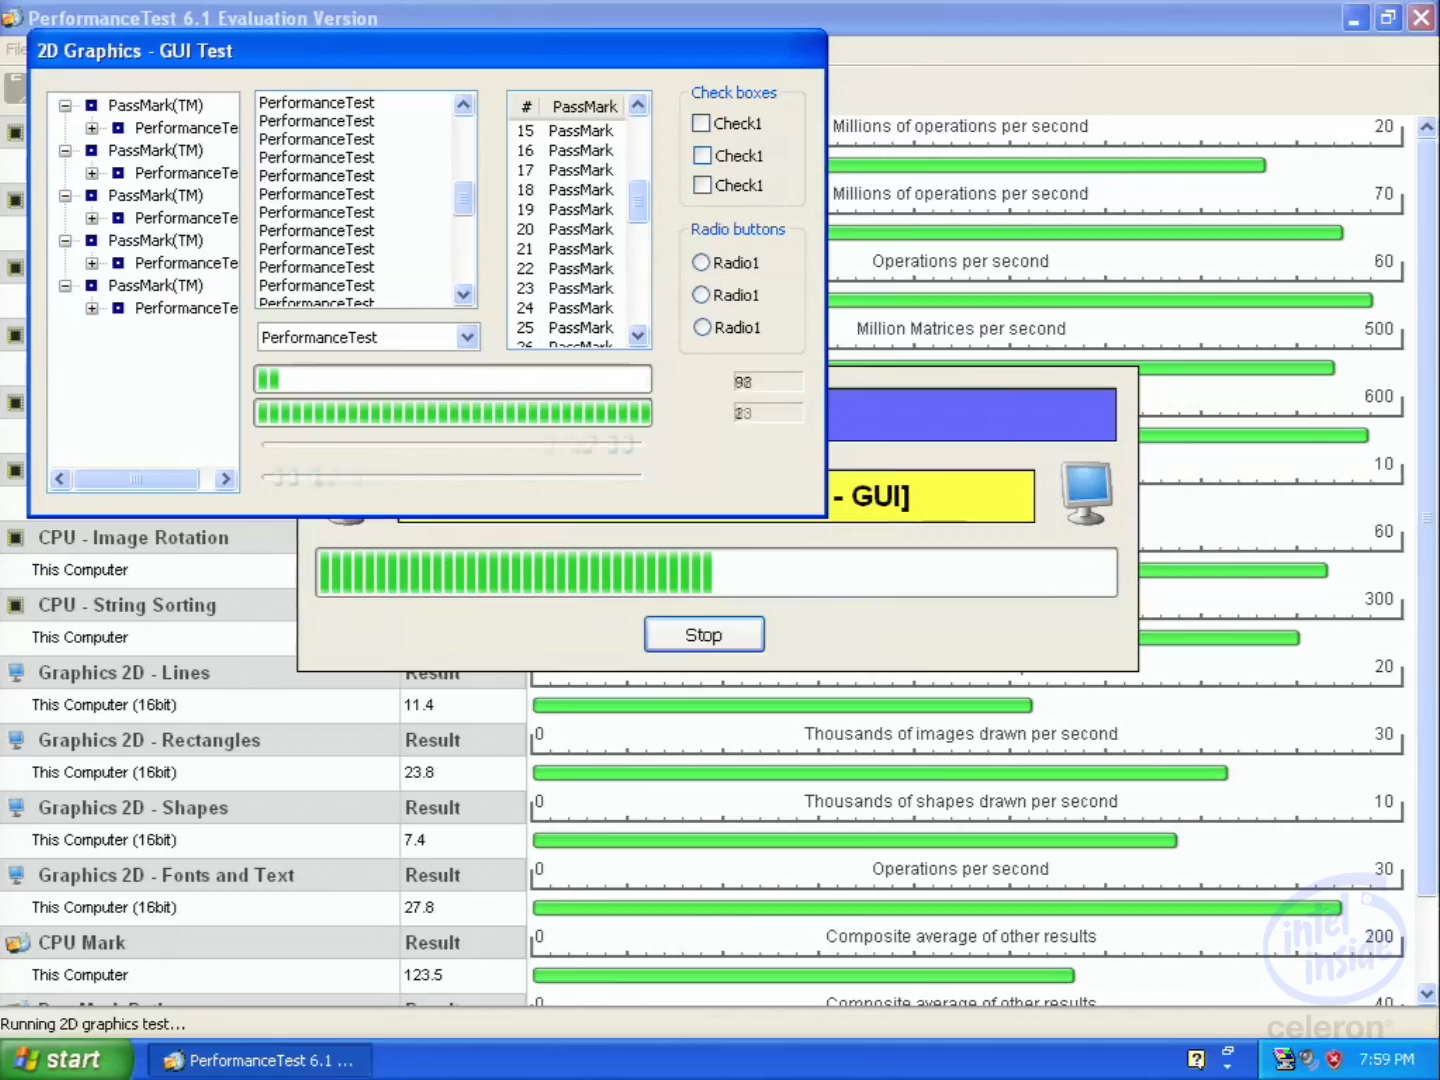 PerformanceTest 6.1 Evaluation Version
2D Graphics - GUI Test
PassMark(TM)
PerformanceTe
PassMark(TM)
PerformanceTe
PassMark(TM)
PerformanceTe
PassMark(TM)
PerformanceTe
PassMark(TM)
PerformanceTe
PerformanceTest
PerformanceTest
PerformanceTest
PerformanceTest
PerformanceTest
PerformanceTest
PerformanceTest
PerformanceTest
PerformanceTest
PerformanceTest
PerformanceTest
PerformanceTest
PerformanceTest
# PassMark
15 PassMark
16 PassMark
17 PassMark
18 PassMark
19 PassMark
20 PassMark
21 PassMark
22 PassMark
23 PassMark
24 PassMark
25 PassMark
26 PassMark
Check boxes
Check1
Check1
Check1
Radio buttons
Radio1
Radio1
Radio1
Millions of operations per second 20
Millions of operations per second 70
Operations per second 60
Million Matrices per second 500
600
10
60
300
20
- GUI]
Stop
CPU - Image Rotation
This Computer
CPU - String Sorting
This Computer
Graphics 2D - Lines Result
This Computer (16bit) 11.4
Graphics 2D - Rectangles Result 0 Thousands of images drawn per second 30
This Computer (16bit) 23.8
Graphics 2D - Shapes Result 0 Thousands of shapes drawn per second 10
This Computer (16bit) 7.4
Graphics 2D - Fonts and Text Result 0 Operations per second 30
This Computer (16bit) 27.8
CPU Mark Result 0 Composite average of other results 200
This Computer 123.5
0 Composite average of other results 40
intel inside
celeron
Running 2D graphics test...
start PerformanceTest 6.1 ... 7:59 PM